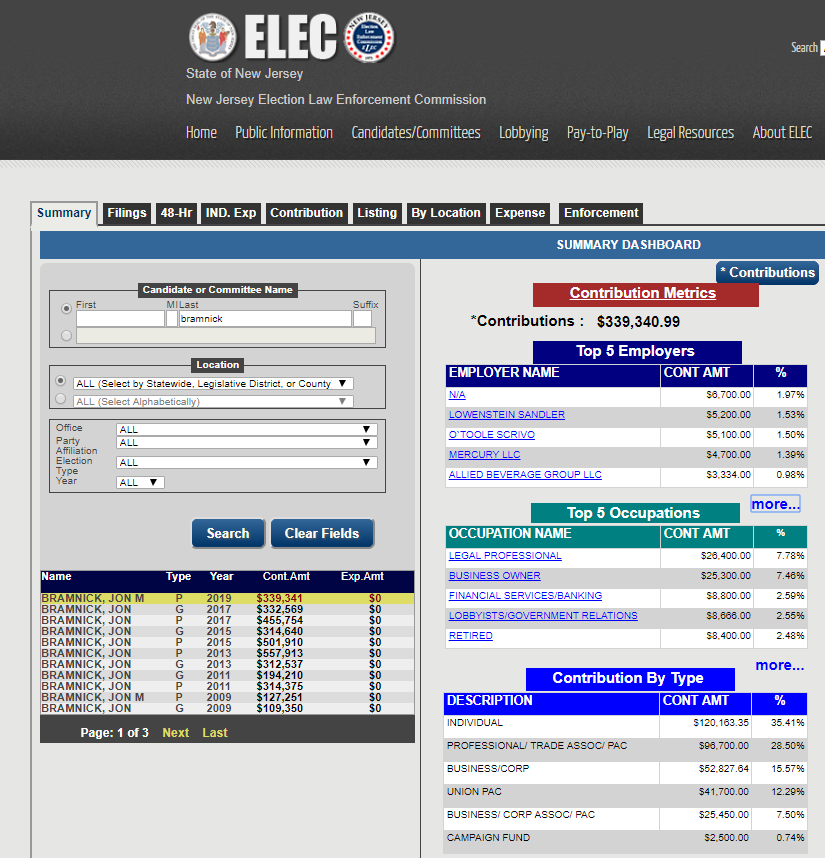 ELEC
State of New Jersey
New Jersey Election Law Enforcement Commission
Search
Home Public Information Candidates/Committees Lobbying Pay-to-Play Legal Resources About ELEC
Summary Filings 48-Hr IND. Exp Contribution Listing By Location Expense Enforcement
SUMMARY DASHBOARD
* Contributions
Candidate or Committee Name
First MI Last Suffix
bramnick
Location
ALL (Select by Statewide, Legislative District, or County ▼
ALL (Select Alphabetically) ▼
Office ALL ▼
Party Affiliation ALL ▼
Election Type ALL ▼
Year ALL ▼
Search Clear Fields
Name Type Year Cont.Amt Exp.Amt
BRAMNICK, JON M P 2019 $339,341 $0
BRAMNICK, JON G 2017 $332,569 $0
BRAMNICK, JON P 2017 $455,754 $0
BRAMNICK, JON G 2015 $314,640 $0
BRAMNICK, JON P 2015 $501,910 $0
BRAMNICK, JON P 2013 $557,913 $0
BRAMNICK, JON G 2013 $312,537 $0
BRAMNICK, JON G 2011 $194,210 $0
BRAMNICK, JON P 2011 $314,375 $0
BRAMNICK, JON M P 2009 $127,251 $0
BRAMNICK, JON G 2009 $109,350 $0
Page: 1 of 3 Next Last
Contribution Metrics
*Contributions : $339,340.99
Top 5 Employers
EMPLOYER NAME CONT AMT %
N/A $6,700.00 1.97%
LOWENSTEIN SANDLER $5,200.00 1.53%
O`TOOLE SCRIVO $5,100.00 1.50%
MERCURY LLC $4,700.00 1.39%
ALLIED BEVERAGE GROUP LLC $3,334.00 0.98%
more...
Top 5 Occupations
OCCUPATION NAME CONT AMT %
LEGAL PROFESSIONAL $26,400.00 7.78%
BUSINESS OWNER $25,300.00 7.46%
FINANCIAL SERVICES/BANKING $8,800.00 2.59%
LOBBYISTS/GOVERNMENT RELATIONS $8,666.00 2.55%
RETIRED $8,400.00 2.48%
more...
Contribution By Type
DESCRIPTION CONT AMT %
INDIVIDUAL $120,163.35 35.41%
PROFESSIONAL/ TRADE ASSOC/ PAC $96,700.00 28.50%
BUSINESS/CORP $52,827.64 15.57%
UNION PAC $41,700.00 12.29%
BUSINESS/ CORP ASSOC/ PAC $25,450.00 7.50%
CAMPAIGN FUND $2,500.00 0.74%